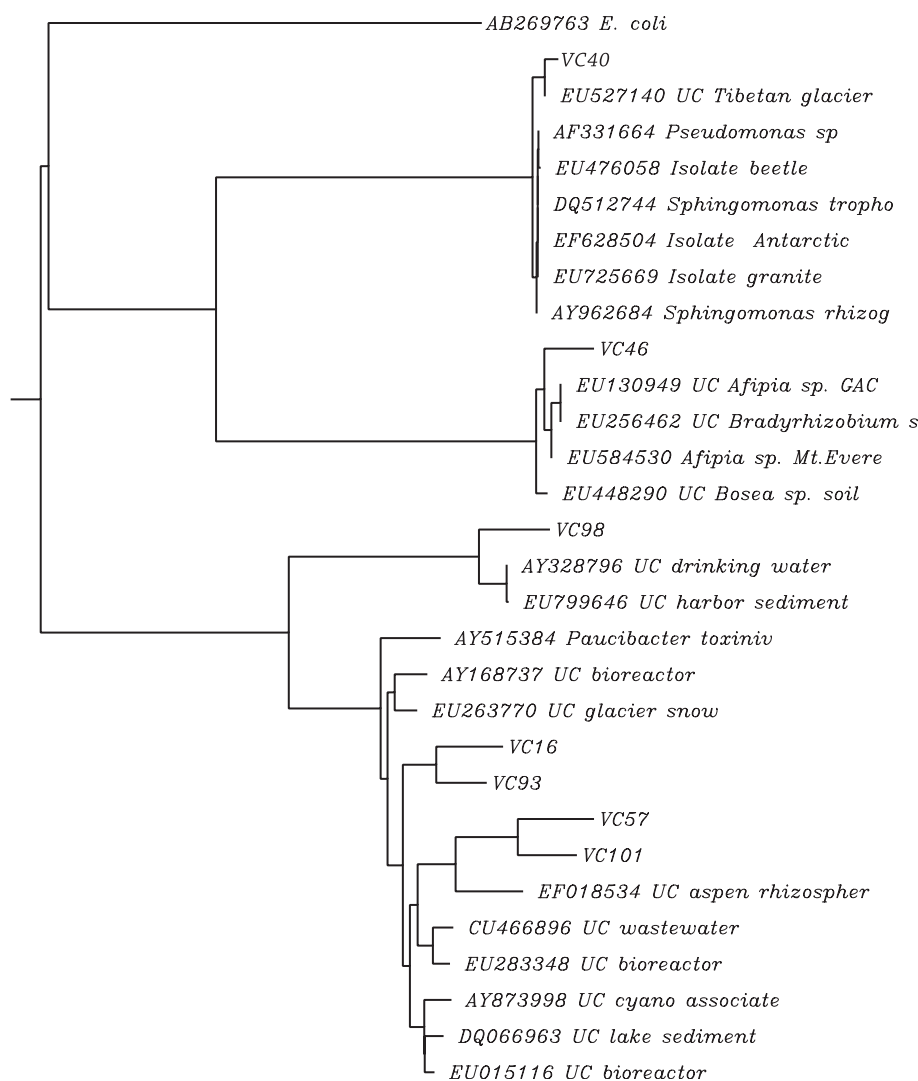 AB269763 E. coli
VC40
EU527140 UC Tibetan glacier
AF331664 Pseudomonas sp
EU476058 Isolate beetle
DQ512744 Sphingomonas tropho
EF628504 Isolate Antarctic
EU725669 Isolate granite
AY962684 Sphingomonas rhizog
VC46
EU130949 UC Afipia sp. GAC
EU256462 UC Bradyrhizobium s
EU584530 Afipia sp. Mt.Evere
EU448290 UC Bosea sp. soil
VC98
AY328796 UC drinking water
EU799646 UC harbor sediment
AY515384 Paucibacter toxiniv
AY168737 UC bioreactor
EU263770 UC glacier snow
VC16
VC93
VC57
VC101
EF018534 UC aspen rhizospher
CU466896 UC wastewater
EU283348 UC bioreactor
AY873998 UC cyano associate
DQ066963 UC lake sediment
EU015116 UC bioreactor